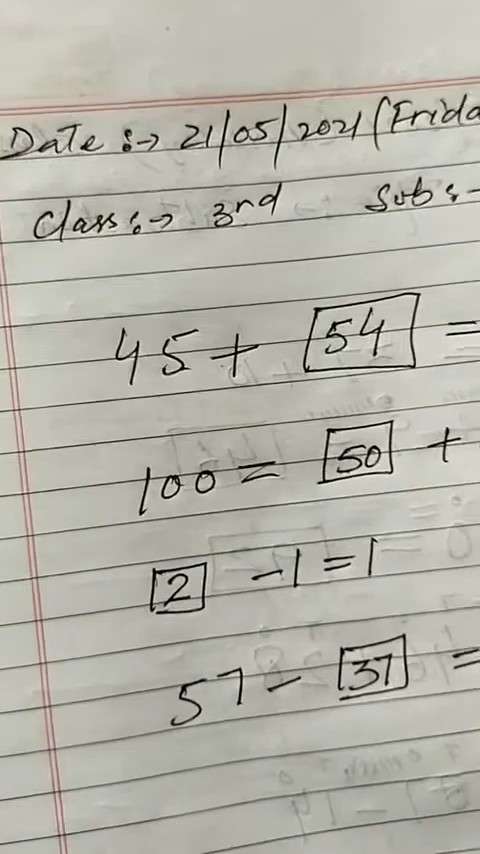 Date :→ 21/05/2021 (Frida
Class :→ 3rd Sub :-
45 + 54 =
100 = 50 +
2 - 1 = 1
57 - 37 =